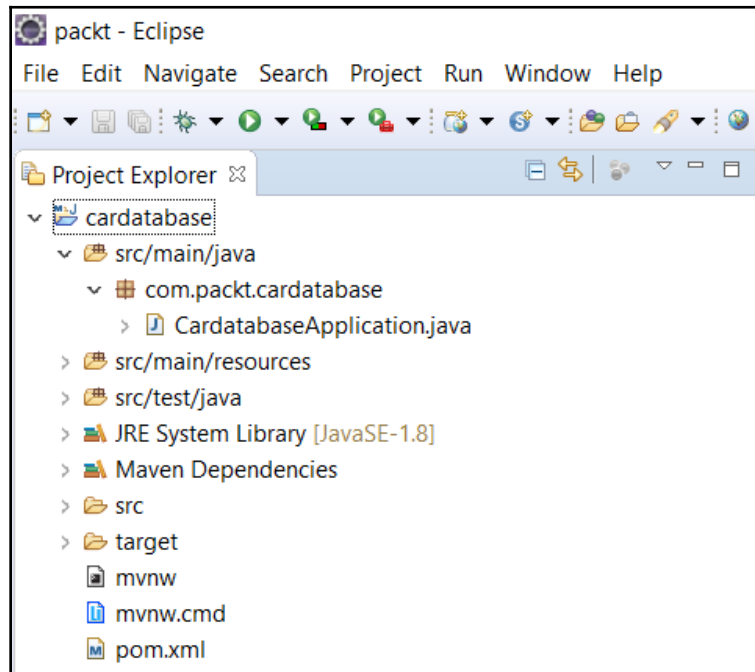 packt - Eclipse
File Edit Navigate Search Project Run Window Help
Project Explorer
cardatabase
src/main/java
com.packt.cardatabase
CardatabaseApplication.java
src/main/resources
src/test/java
JRE System Library [JavaSE-1.8]
Maven Dependencies
src
target
mvnw
mvnw.cmd
pom.xml